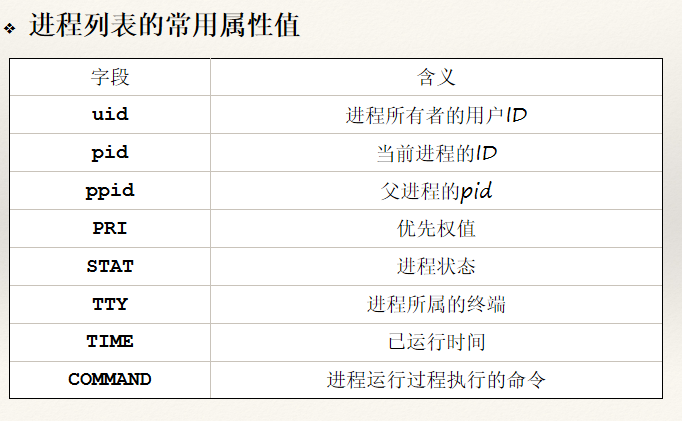 进程列表的常用属性值
字段 含义
uid 进程所有者的用户ID
pid 当前进程的ID
ppid 父进程的pid
PRI 优先权值
STAT 进程状态
TTY 进程所属的终端
TIME 已运行时间
COMMAND 进程运行过程执行的命令